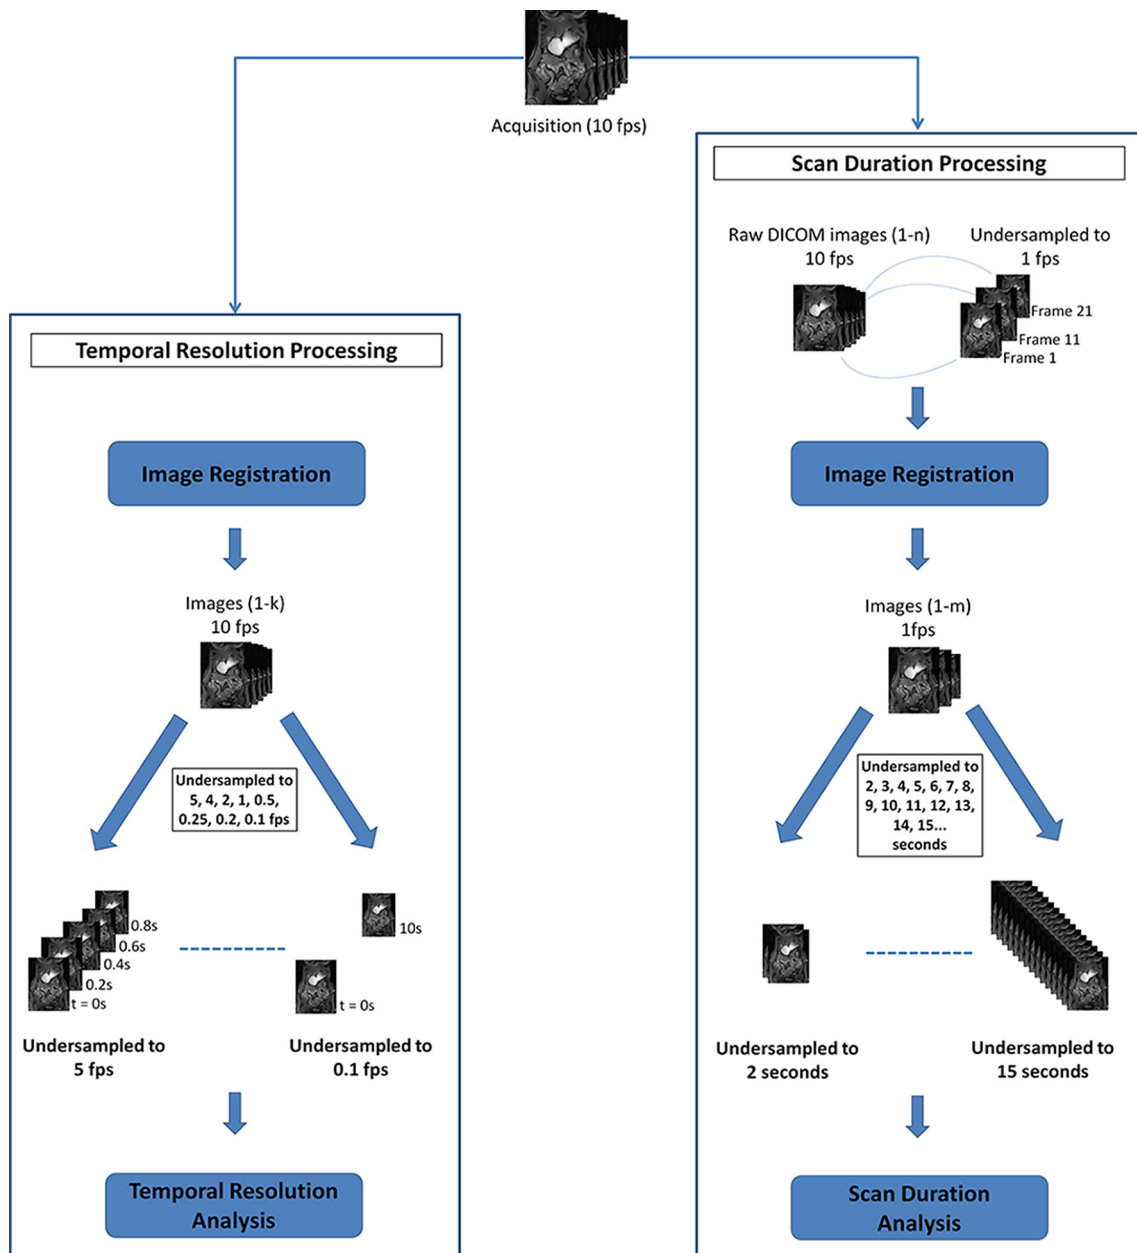 Acquisition (10 fps)
Temporal Resolution Processing
Image Registration
Images (1-k)
10 fps
Undersampled to
5, 4, 2, 1, 0.5,
0.25, 0.2, 0.1 fps
0.8s
0.6s
0.4s
0.2s
t = 0s
10s
t = 0s
Undersampled to
5 fps
Undersampled to
0.1 fps
Temporal Resolution
Analysis
Scan Duration Processing
Raw DICOM images (1-n)
10 fps
Undersampled to
1 fps
Frame 21
Frame 11
Frame 1
Image Registration
Images (1-m)
1fps
Undersampled to
2, 3, 4, 5, 6, 7, 8,
9, 10, 11, 12, 13,
14, 15...
seconds
Undersampled to
2 seconds
Undersampled to
15 seconds
Scan Duration
Analysis